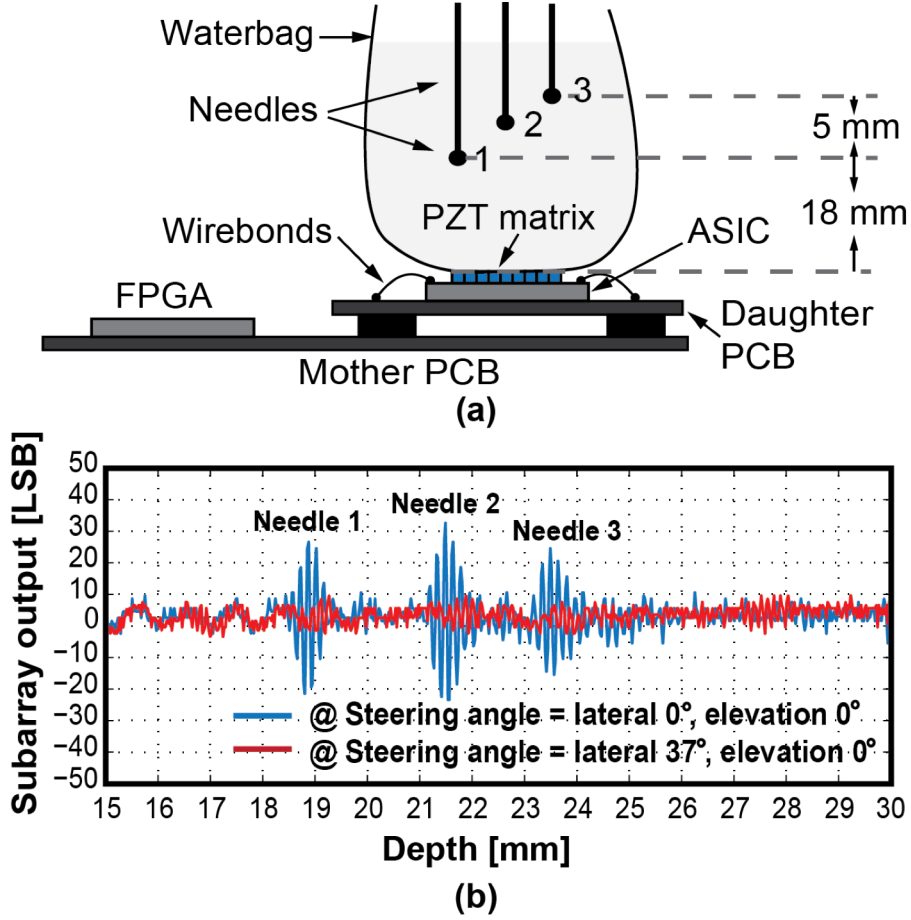 Waterbag
Needles
1
2
3
5 mm
18 mm
PZT matrix
Wirebonds
ASIC
FPGA
Daughter
PCB
Mother PCB
(a)
Subarray output [LSB]
50
40
30
20
10
0
−10
−20
−30
−40
−50
Needle 1
Needle 2
Needle 3
@ Steering angle = lateral 0°, elevation 0°
@ Steering angle = lateral 37°, elevation 0°
15 16 17 18 19 20 21 22 23 24 25 26 27 28 29 30
Depth [mm]
(b)